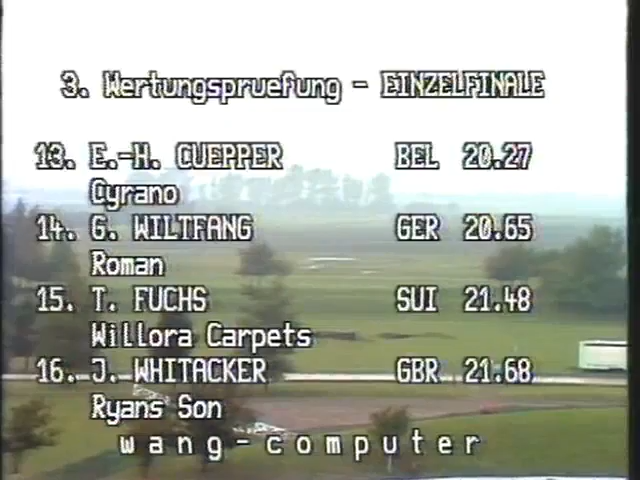 3. Wertungspruefung - EINZELFINALE
13. E.-H. CUEPPER BEL 20.27
Cyrano
14. G. WILTFANG GER 20.65
Roman
15. T. FUCHS SUI 21.48
Willora Carpets
16. J. WHITACKER GBR 21.68
Ryans Son
wang-computer